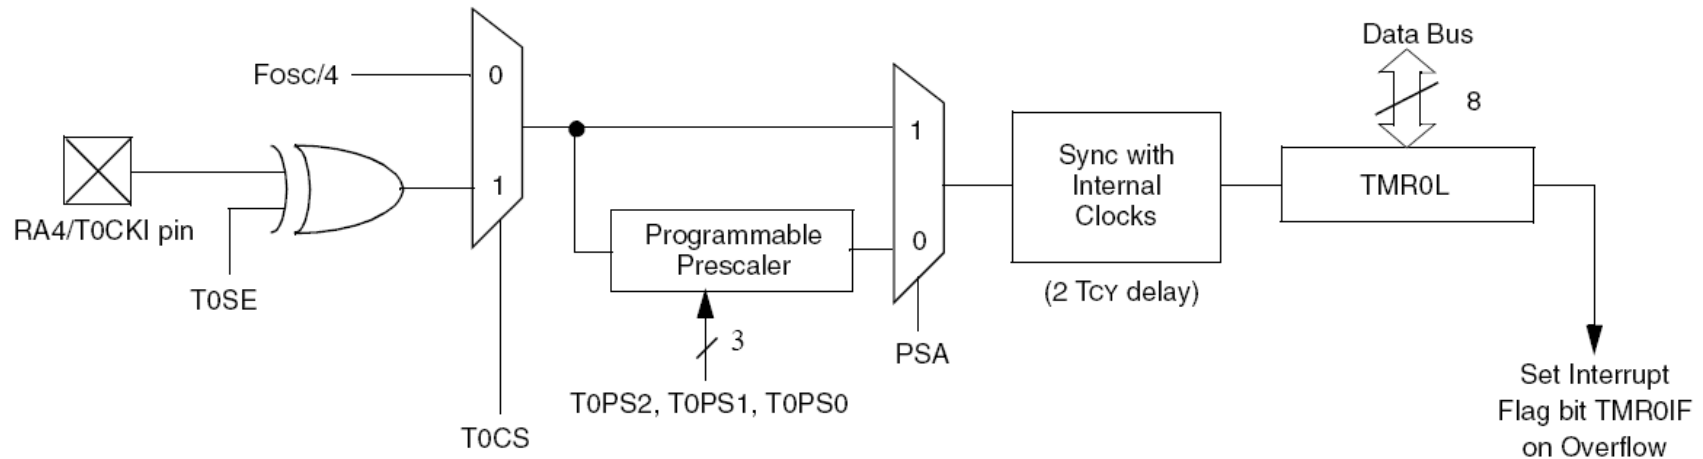 Data Bus
8
Fosc/4
0
1
1
0
RA4/T0CKI pin
T0SE
T0CS
Programmable
Prescaler
3
T0PS2, T0PS1, T0PS0
PSA
Sync with
Internal
Clocks
(2 TCY delay)
TMR0L
Set Interrupt
Flag bit TMR0IF
on Overflow